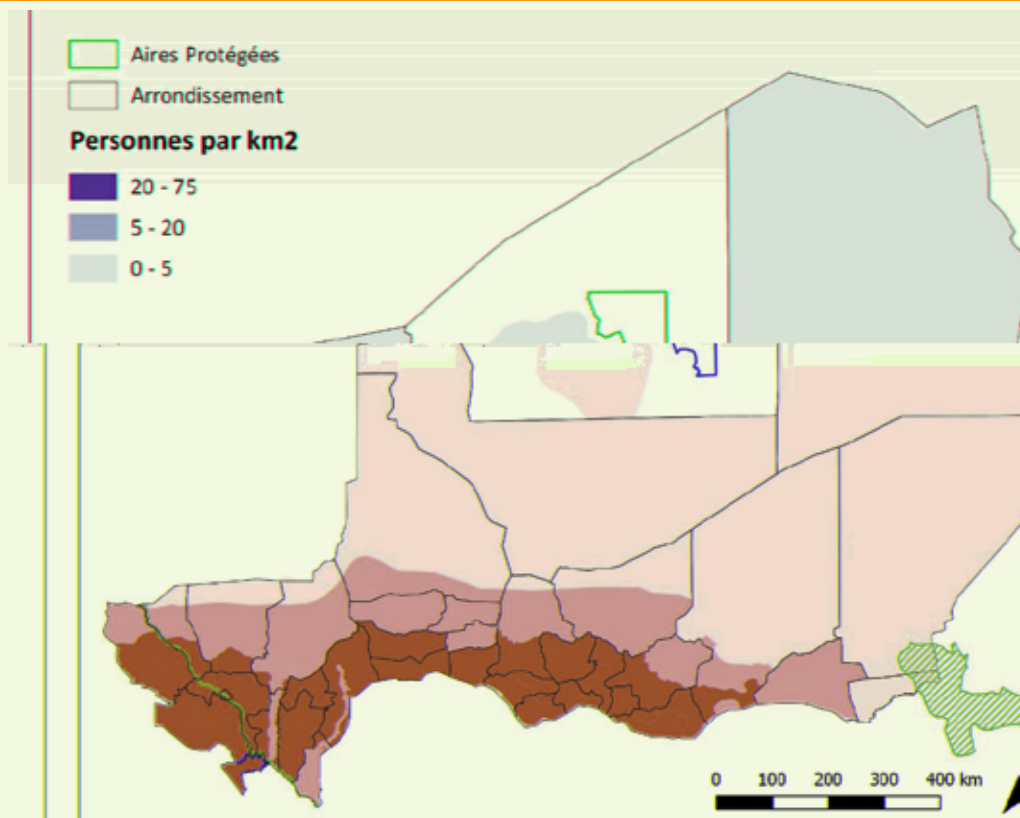 Aires Protégées
Arrondissement
Personnes par km2
20 - 75
5 - 20
0 - 5
0 100 200 300 400 km